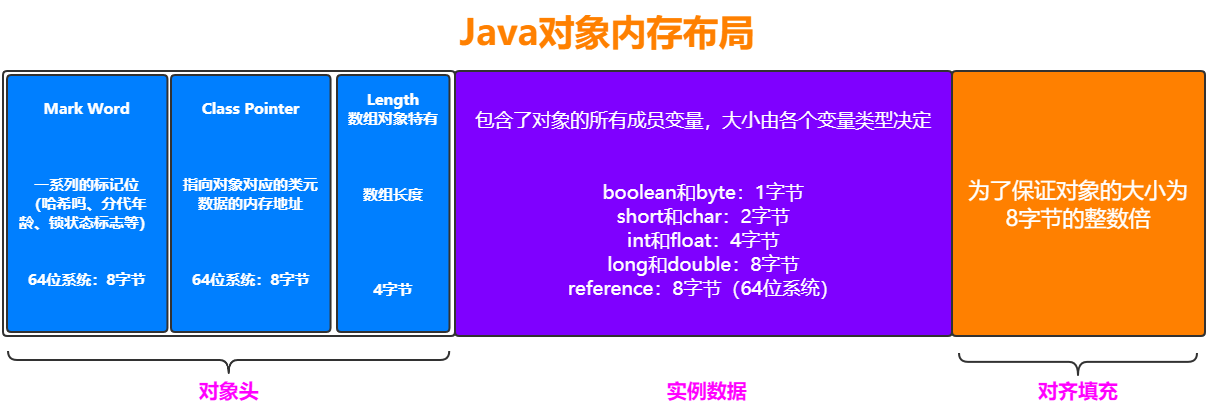 Java对象内存布局
Mark Word
一系列的标记位
（哈希吗、分代年
龄、锁状态标志等）
64位系统：8字节
Class Pointer
指向对象对应的类元
数据的内存地址
64位系统：8字节
Length
数组对象特有
数组长度
4字节
包含了对象的所有成员变量，大小由各个变量类型决定
boolean和byte：1字节
short和char：2字节
int和float：4字节
long和double：8字节
reference：8字节（64位系统）
为了保证对象的大小为
8字节的整数倍
对象头
实例数据
对齐填充